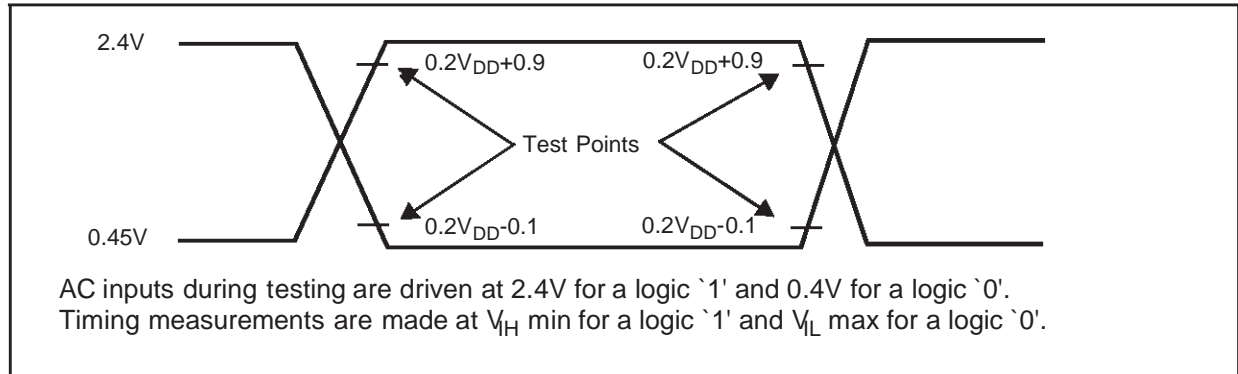 2.4V
0.2VDD+0.9 0.2VDD+0.9
Test Points
0.2VDD-0.1 0.2VDD-0.1
0.45V
AC inputs during testing are driven at 2.4V for a logic `1' and 0.4V for a logic `0'.
Timing measurements are made at VIH min for a logic `1' and VIL max for a logic `0'.